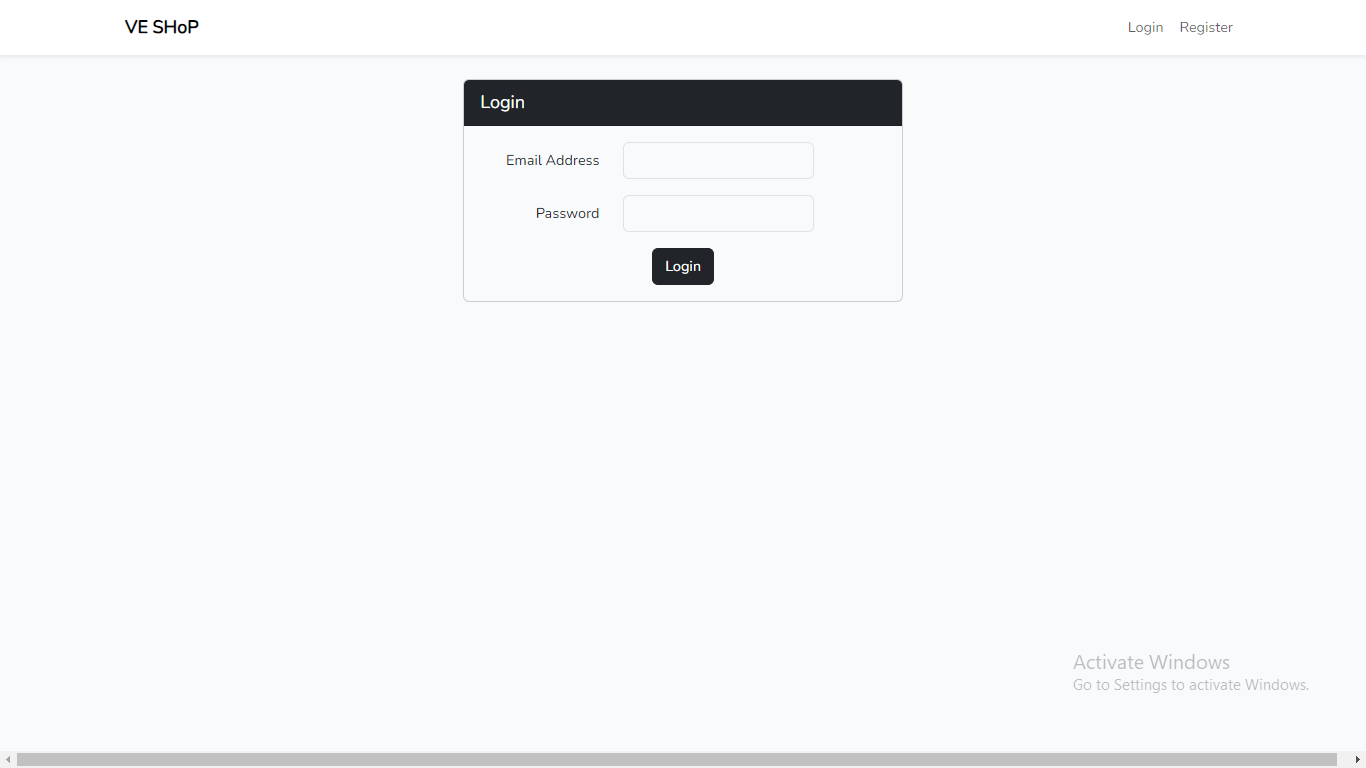 VE SHoP
Login Register
Login
Email Address
Password
Login
Activate Windows
Go to Settings to activate Windows.